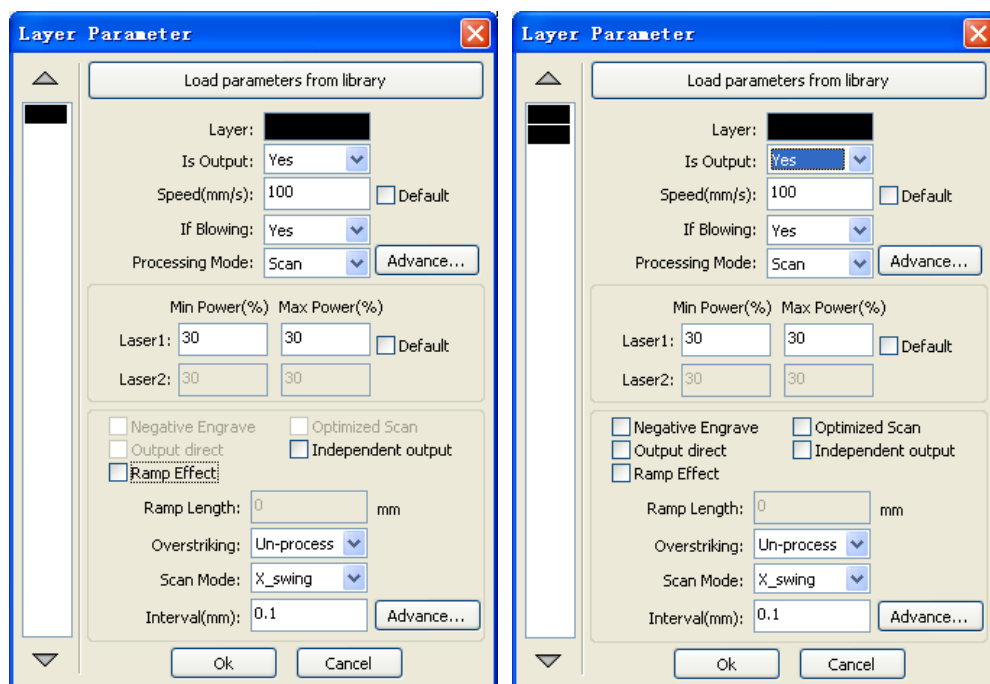 Layer Parameter
Load parameters from library
Layer:
Is Output: Yes
Speed(mm/s): 100 Default
If Blowing: Yes
Processing Mode: Scan Advance...
Min Power(%) Max Power(%)
Laser1: 30 30 Default
Laser2: 30 30
Negative Engrave Optimized Scan
Output direct Independent output
Ramp Effect
Ramp Length: 0 mm
Overstriking: Un-process
Scan Mode: X_swing
Interval(mm): 0.1 Advance...
Ok Cancel
Layer Parameter
Load parameters from library
Layer:
Is Output: Yes
Speed(mm/s): 100 Default
If Blowing: Yes
Processing Mode: Scan Advance...
Min Power(%) Max Power(%)
Laser1: 30 30 Default
Laser2: 30 30
Negative Engrave Optimized Scan
Output direct Independent output
Ramp Effect
Ramp Length: 0 mm
Overstriking: Un-process
Scan Mode: X_swing
Interval(mm): 0.1 Advance...
Ok Cancel